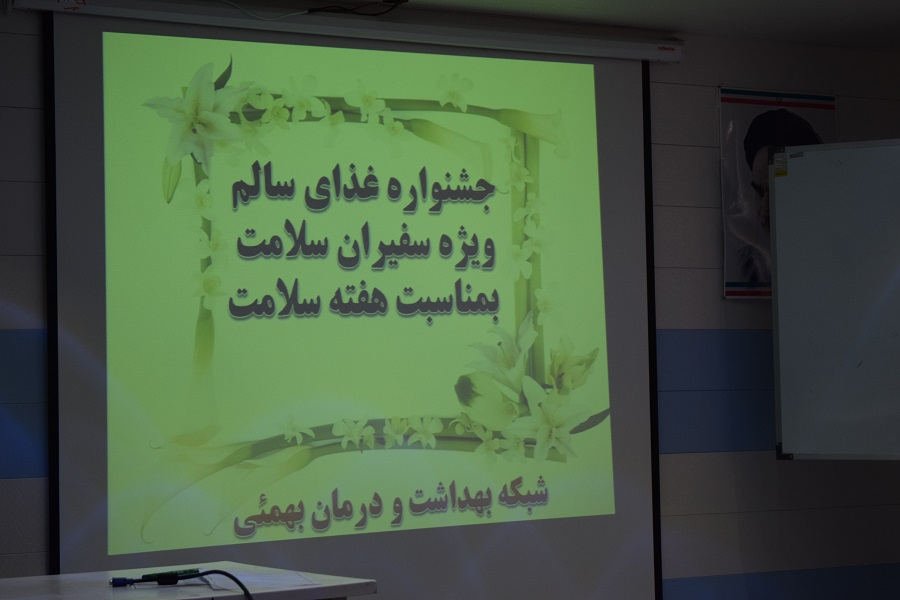 جشنواره غذای سالم
ویژه سفیران سلامت
بمناسبت هفته سلامت
شبکه بهداشت و درمان بهمئی